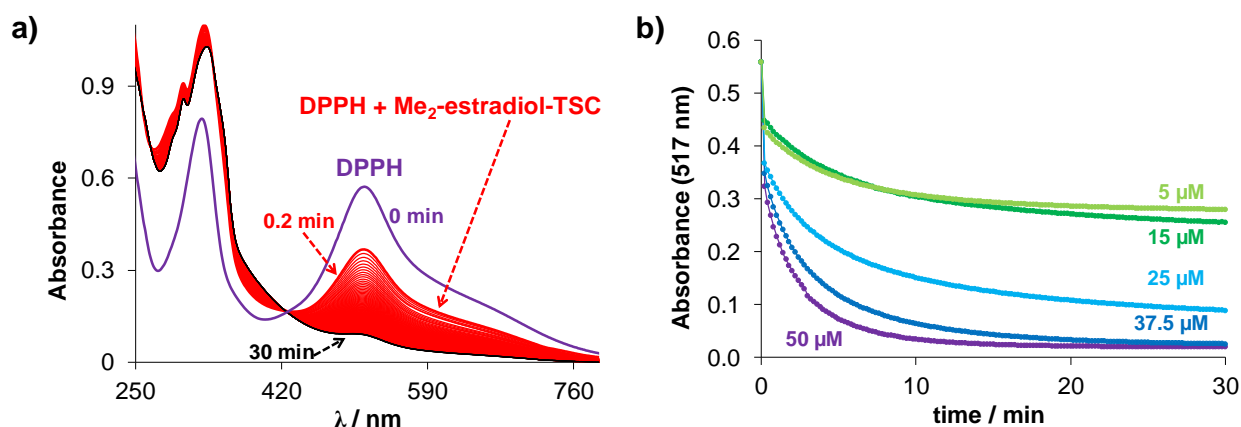 a)
Absorbance
0.9
0.6
0.3
0
250
420
590
760
λ / nm
DPPH + Me₂-estradiol-TSC
DPPH
0.2 min
0 min
30 min
b)
Absorbance (517 nm)
0.6
0.5
0.4
0.3
0.2
0.1
0.0
0
10
20
30
time / min
5 µM
15 µM
25 µM
37.5 µM
50 µM